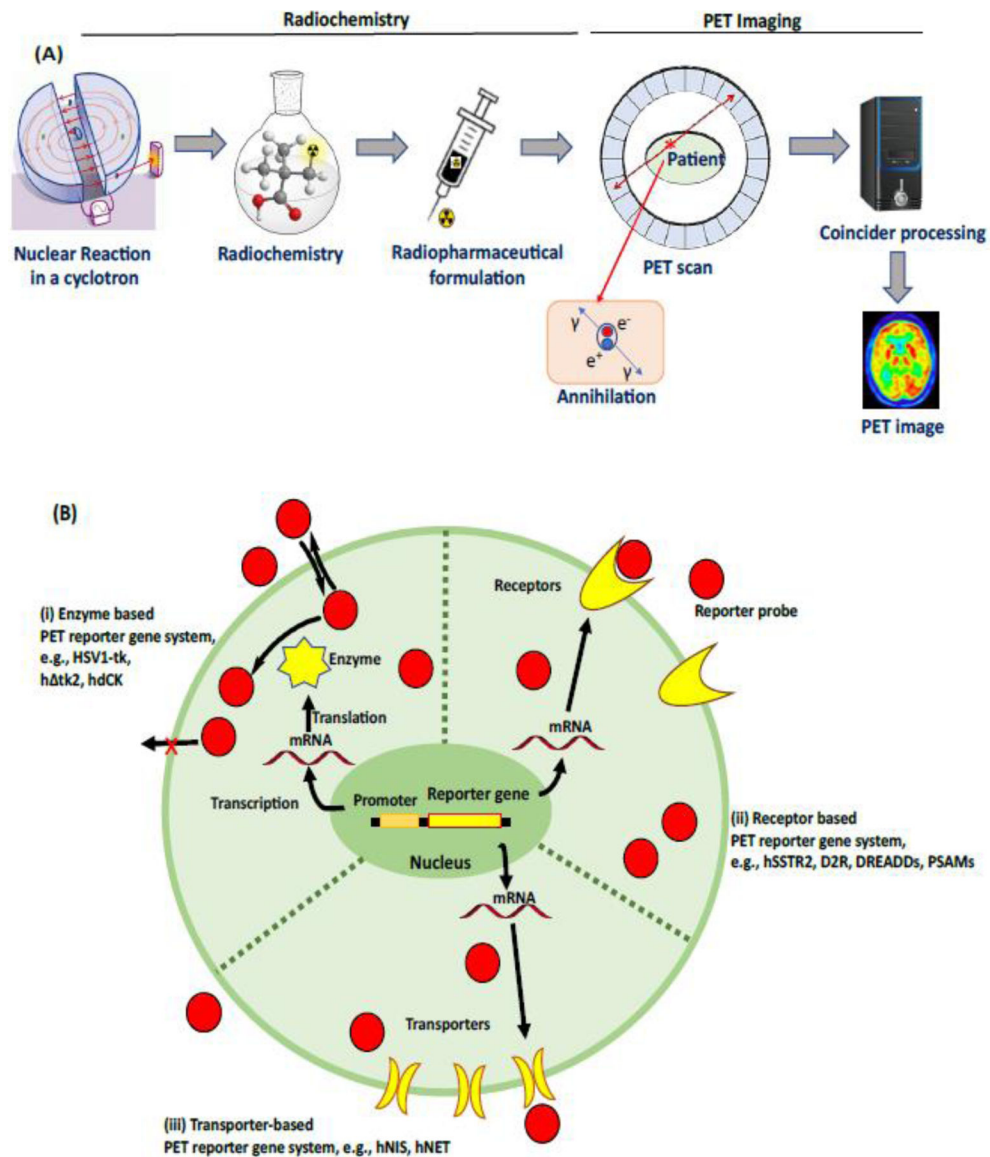 Radiochemistry
PET Imaging
(A)
Patient
Nuclear Reaction
in a cyclotron
Radiochemistry
Radiopharmaceutical
formulation
PET scan
Coincider processing
γ
e-
e+
γ
Annihilation
PET image
(B)
(i) Enzyme based
PET reporter gene system,
e.g., HSV1-tk,
hΔtk2, hdCK
Enzyme
Translation
mRNA
Transcription
Receptors
Reporter probe
mRNA
Promoter
Reporter gene
Nucleus
(ii) Receptor based
PET reporter gene system,
e.g., hSSTR2, D2R, DREADDs, PSAMs
mRNA
Transporters
(iii) Transporter-based
PET reporter gene system, e.g., hNIS, hNET